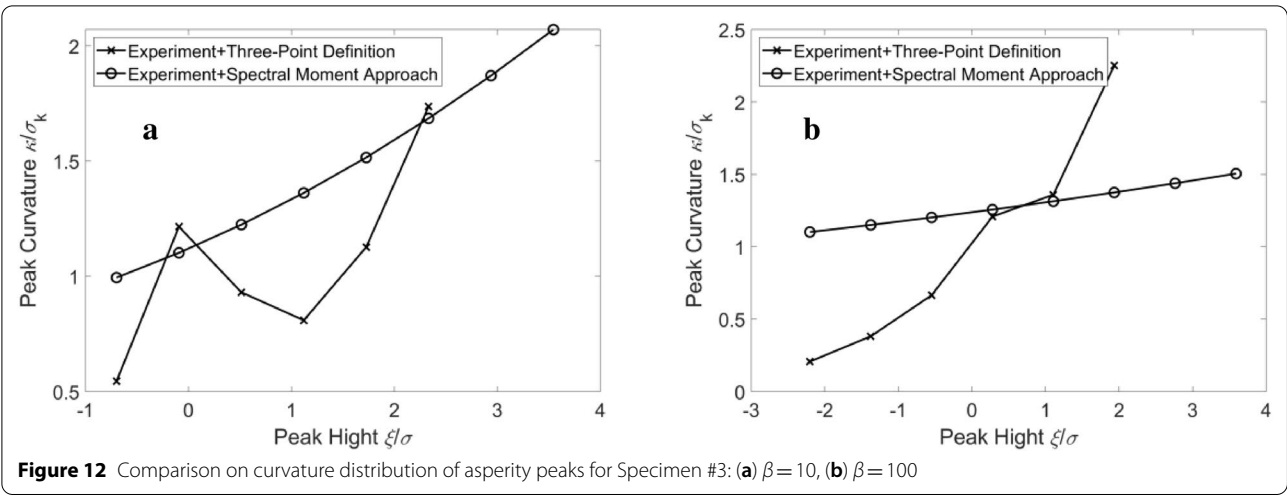 2
1.5
1
0.5
-1
0
1
2
3
4
Peak Curvature κ/σk
Peak Hight ξ/σ
Experiment+Three-Point Definition
Experiment+Spectral Moment Approach
a
2.5
2
1.5
1
0.5
0
-3
-2
-1
0
1
2
3
4
Peak Curvature κ/σk
Peak Hight ξ/σ
Experiment+Three-Point Definition
Experiment+Spectral Moment Approach
b
Figure 12 Comparison on curvature distribution of asperity peaks for Specimen #3: (a) β = 10, (b) β = 100